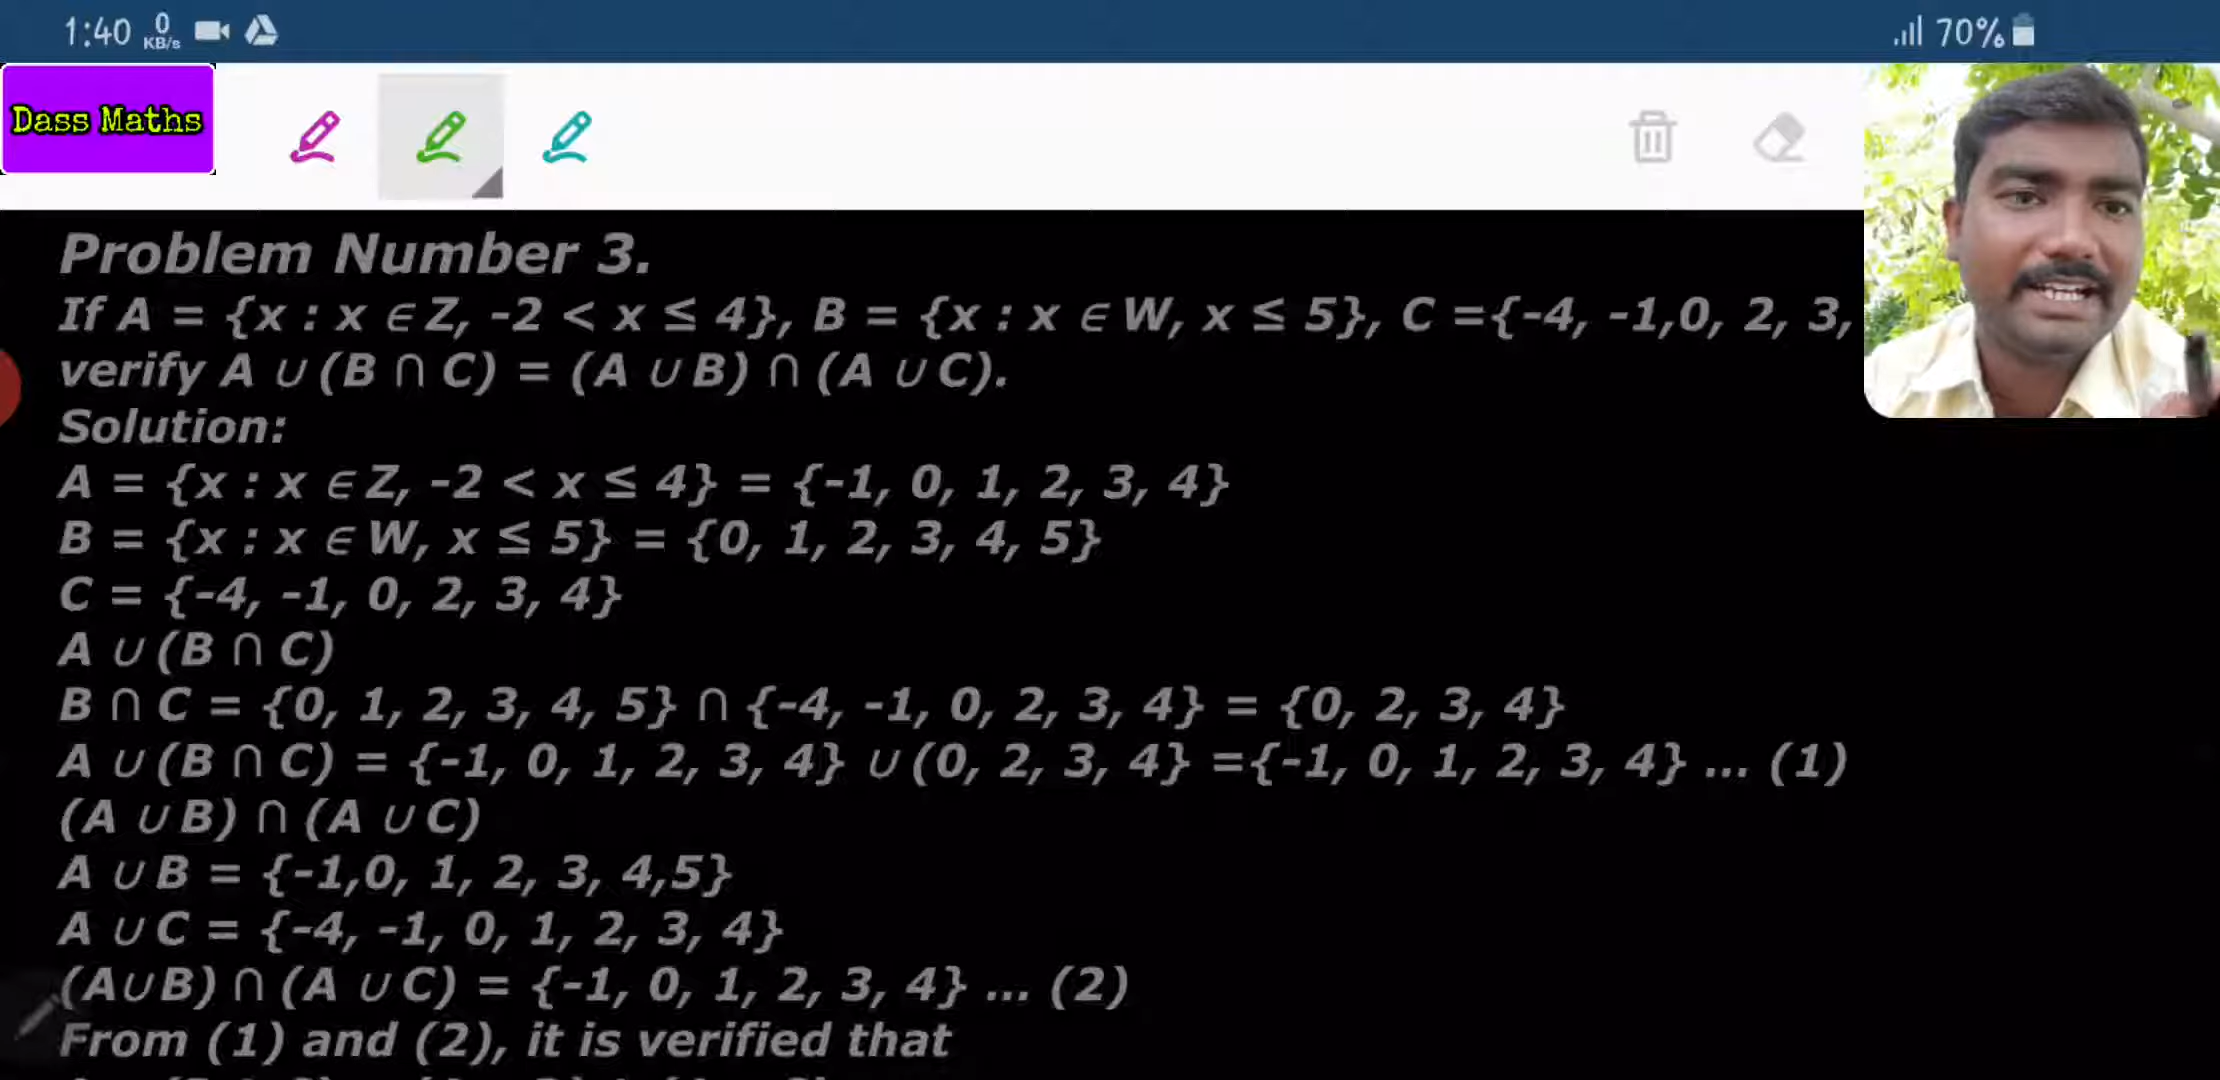 1:40 0 KB/s 70%
Dass Maths
Problem Number 3.
If A = {x : x ∈ Z, -2 < x ≤ 4}, B = {x : x ∈ W, x ≤ 5}, C ={-4, -1,0, 2, 3,
verify A ∪ (B ∩ C) = (A ∪ B) ∩ (A ∪ C).
Solution:
A = {x : x ∈ Z, -2 < x ≤ 4} = {-1, 0, 1, 2, 3, 4}
B = {x : x ∈ W, x ≤ 5} = {0, 1, 2, 3, 4, 5}
C = {-4, -1, 0, 2, 3, 4}
A ∪ (B ∩ C)
B ∩ C = {0, 1, 2, 3, 4, 5} ∩ {-4, -1, 0, 2, 3, 4} = {0, 2, 3, 4}
A ∪ (B ∩ C) = {-1, 0, 1, 2, 3, 4} ∪ (0, 2, 3, 4} ={-1, 0, 1, 2, 3, 4} ... (1)
(A ∪ B) ∩ (A ∪ C)
A ∪ B = {-1,0, 1, 2, 3, 4,5}
A ∪ C = {-4, -1, 0, 1, 2, 3, 4}
(A∪B) ∩ (A ∪ C) = {-1, 0, 1, 2, 3, 4} ... (2)
From (1) and (2), it is verified that